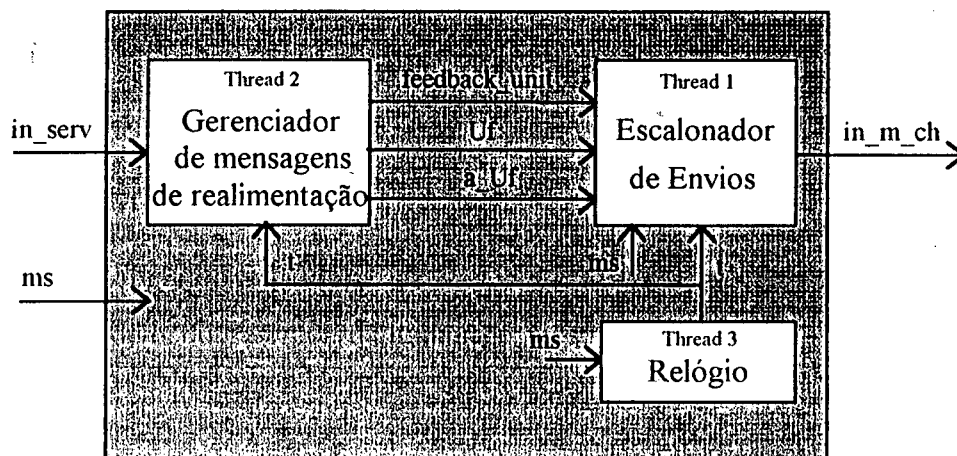 Thread 2
Gerenciador
de mensagens
de realimentação
feedback_unit
Uf
a_Uf
Thread 1
Escalonador
de Envios
in_serv
in_m_ch
t
ms
t
ms
ms
Thread 3
Relógio